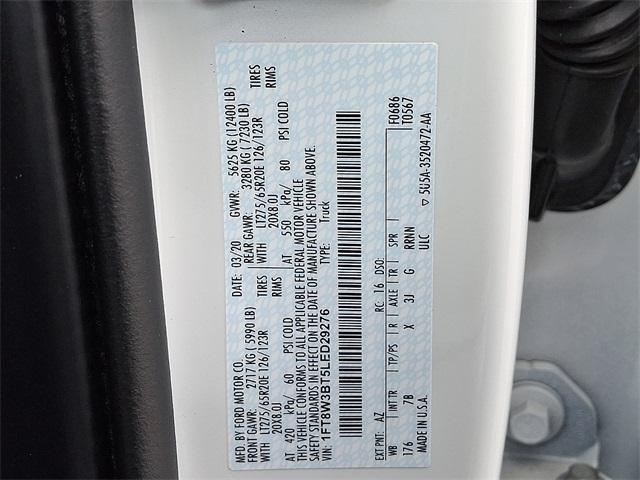 MFD. BY FORD MOTOR CO.
DATE: 03/20 GVWR: 5625 KG (12400 LB)
FRONT GAWR: 2717 KG (5990 LB) REAR GAWR: 3280 KG (7230 LB)
WITH LT275/65R20E 126/123R TIRES WITH LT275/65R20E 126/123R TIRES
20X8.0J RIMS 20X8.0J RIMS
AT 420 kPa/ 60 PSI COLD AT 550 kPa/ 80 PSI COLD
THIS VEHICLE CONFORMS TO ALL APPLICABLE FEDERAL MOTOR VEHICLE
SAFETY STANDARDS IN EFFECT ON THE DATE OF MANUFACTURE SHOWN ABOVE.
VIN: 1FT8W3BT5LED29276 TYPE: Truck
F0686
T0567
EXT PNT: AZ RC: 16 DSO:
WB INT TR TP/PS R AXLE TR SPR
176 7B X 3J G RRNN
MADE IN U.S.A. ULC
▽ 5U5A-3520472-AA